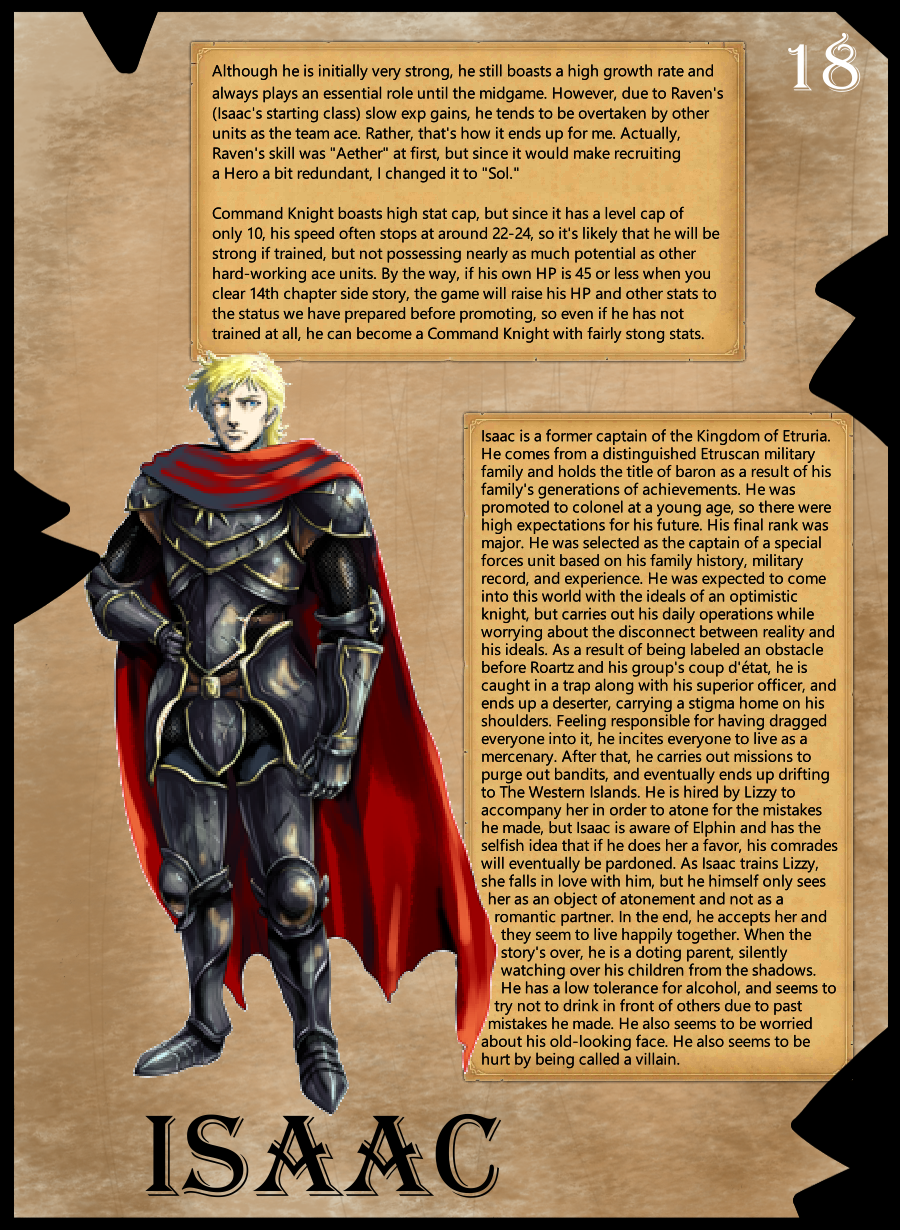 18
Although he is initially very strong, he still boasts a high growth rate and
always plays an essential role until the midgame. However, due to Raven's
(Isaac's starting class) slow exp gains, he tends to be overtaken by other
units as the team ace. Rather, that's how it ends up for me. Actually,
Raven's skill was "Aether" at first, but since it would make recruiting
a Hero a bit redundant, I changed it to "Sol."
Command Knight boasts high stat cap, but since it has a level cap of
only 10, his speed often stops at around 22-24, so it's likely that he will be
strong if trained, but not possessing nearly as much potential as other
hard-working ace units. By the way, if his own HP is 45 or less when you
clear 14th chapter side story, the game will raise his HP and other stats to
the status we have prepared before promoting, so even if he has not
trained at all, he can become a Command Knight with fairly stong stats.
Isaac is a former captain of the Kingdom of Etruria.
He comes from a distinguished Etruscan military
family and holds the title of baron as a result of his
family's generations of achievements. He was
promoted to colonel at a young age, so there were
high expectations for his future. His final rank was
major. He was selected as the captain of a special
forces unit based on his family history, military
record, and experience. He was expected to come
into this world with the ideals of an optimistic
knight, but carries out his daily operations while
worrying about the disconnect between reality and
his ideals. As a result of being labeled an obstacle
before Roartz and his group's coup d'état, he is
caught in a trap along with his superior officer, and
ends up a deserter, carrying a stigma home on his
shoulders. Feeling responsible for having dragged
everyone into it, he incites everyone to live as a
mercenary. After that, he carries out missions to
purge out bandits, and eventually ends up drifting
to The Western Islands. He is hired by Lizzy to
accompany her in order to atone for the mistakes
he made, but Isaac is aware of Elphin and has the
selfish idea that if he does her a favor, his comrades
will eventually be pardoned. As Isaac trains Lizzy,
she falls in love with him, but he himself only sees
her as an object of atonement and not as a
romantic partner. In the end, he accepts her and
they seem to live happily together. When the
story's over, he is a doting parent, silently
watching over his children from the shadows.
He has a low tolerance for alcohol, and seems to
try not to drink in front of others due to past
mistakes he made. He also seems to be worried
about his old-looking face. He also seems to be
hurt by being called a villain.
ISAAC